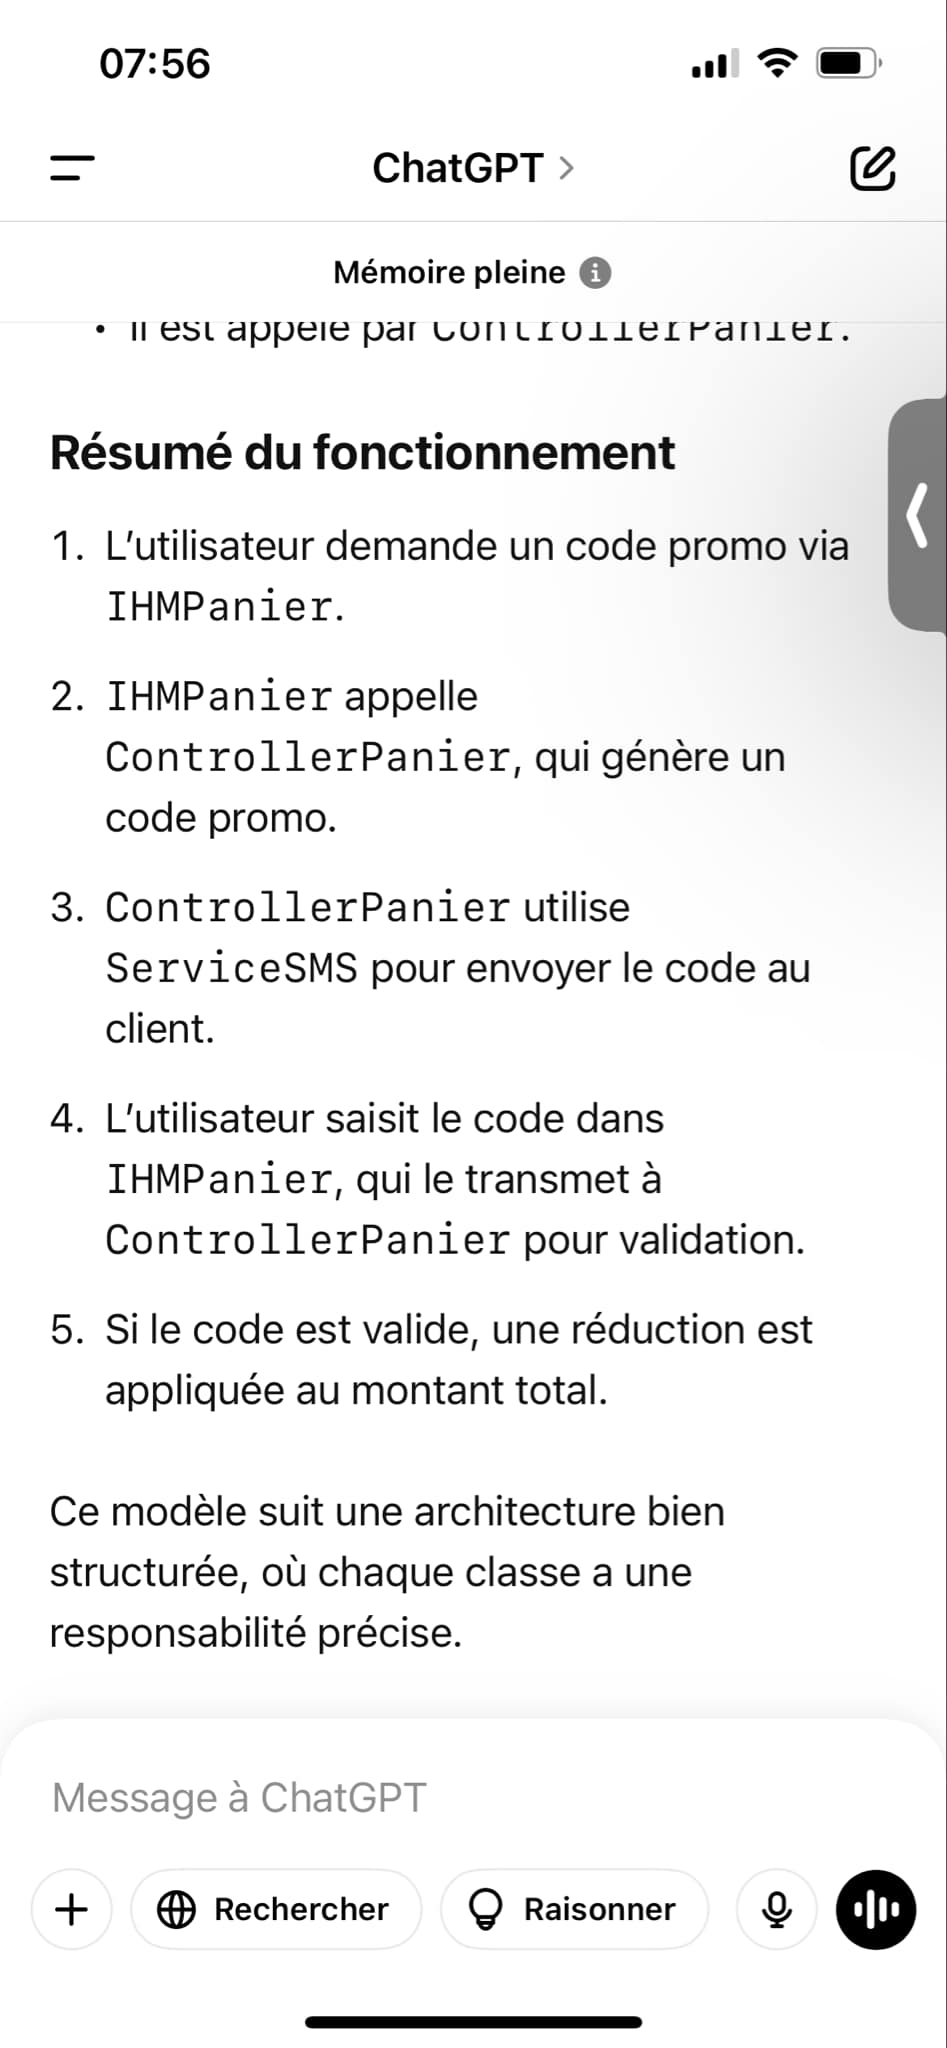 07:56
ChatGPT >
Mémoire pleine i
• Il est appelé par ControllerPanier.
Résumé du fonctionnement
1. L’utilisateur demande un code promo via
IHMPanier.
2. IHMPanier appelle
ControllerPanier, qui génère un
code promo.
3. ControllerPanier utilise
ServiceSMS pour envoyer le code au
client.
4. L’utilisateur saisit le code dans
IHMPanier, qui le transmet à
ControllerPanier pour validation.
5. Si le code est valide, une réduction est
appliquée au montant total.
Ce modèle suit une architecture bien
structurée, où chaque classe a une
responsabilité précise.
Message à ChatGPT
Rechercher Raisonner